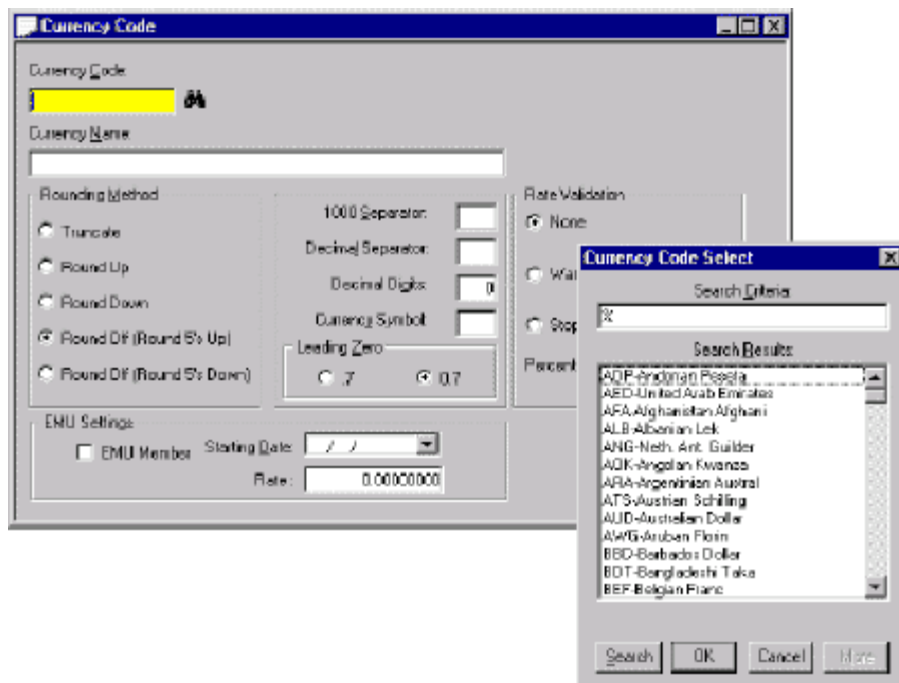 Currency Code
Currency Code:
Currency Name:
Rounding Method
Truncate
Round Up
Round Down
Round Off (Round 5's Up)
Round Off (Round 5's Down)
1000 Separator:
Decimal Separator:
Decimal Digits: 0
Currency Symbol:
Leading Zero
.7
0.7
Rate Validation
None
Stop
Percent
EMU Settings
EMU Member
Starting Date: / /
Rate: 0.00000000
Currency Code Select
Search Criteria:
%
Search Results:
ADP-Andorran Peseta
AED-United Arab Emirates
AFA-Afghanistan Afghani
ALB-Albanian Lek
ANG-Neth. Ant. Guilder
AOK-Angolan Kwanza
ARA-Argentinian Austral
ATS-Austrian Schilling
AUD-Australian Dollar
AWG-Aruban Florin
BBD-Barbados Dollar
BDT-Bangladeshi Taka
BEF-Belgian Franc
Search
OK
Cancel
More